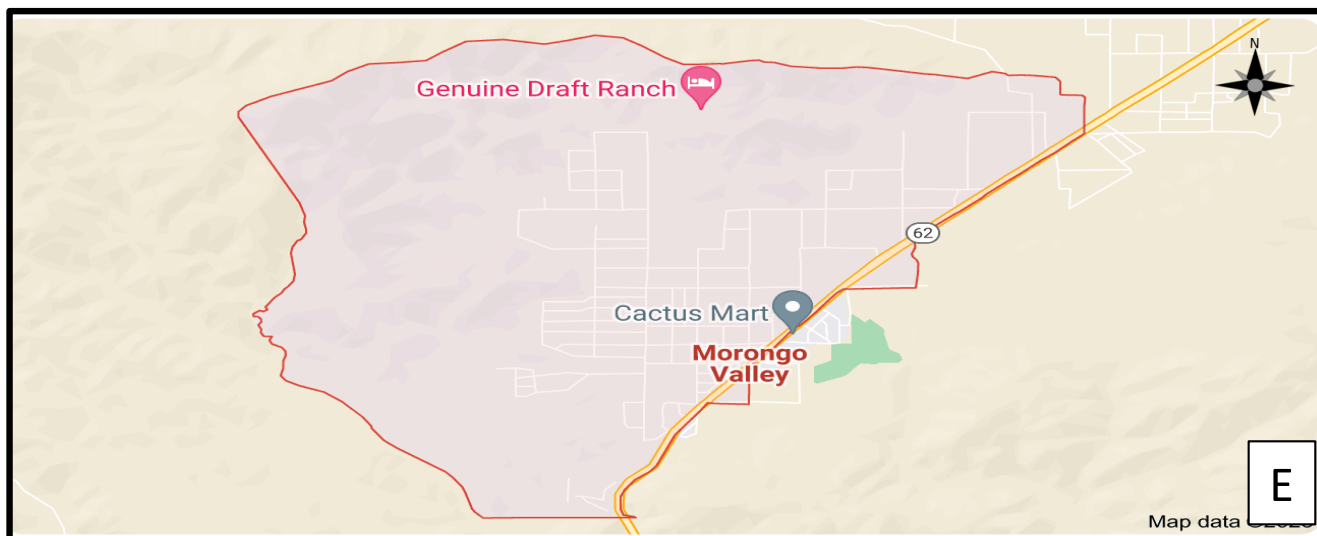 N
Genuine Draft Ranch
62
Cactus Mart
Morongo
Valley
E
Map data